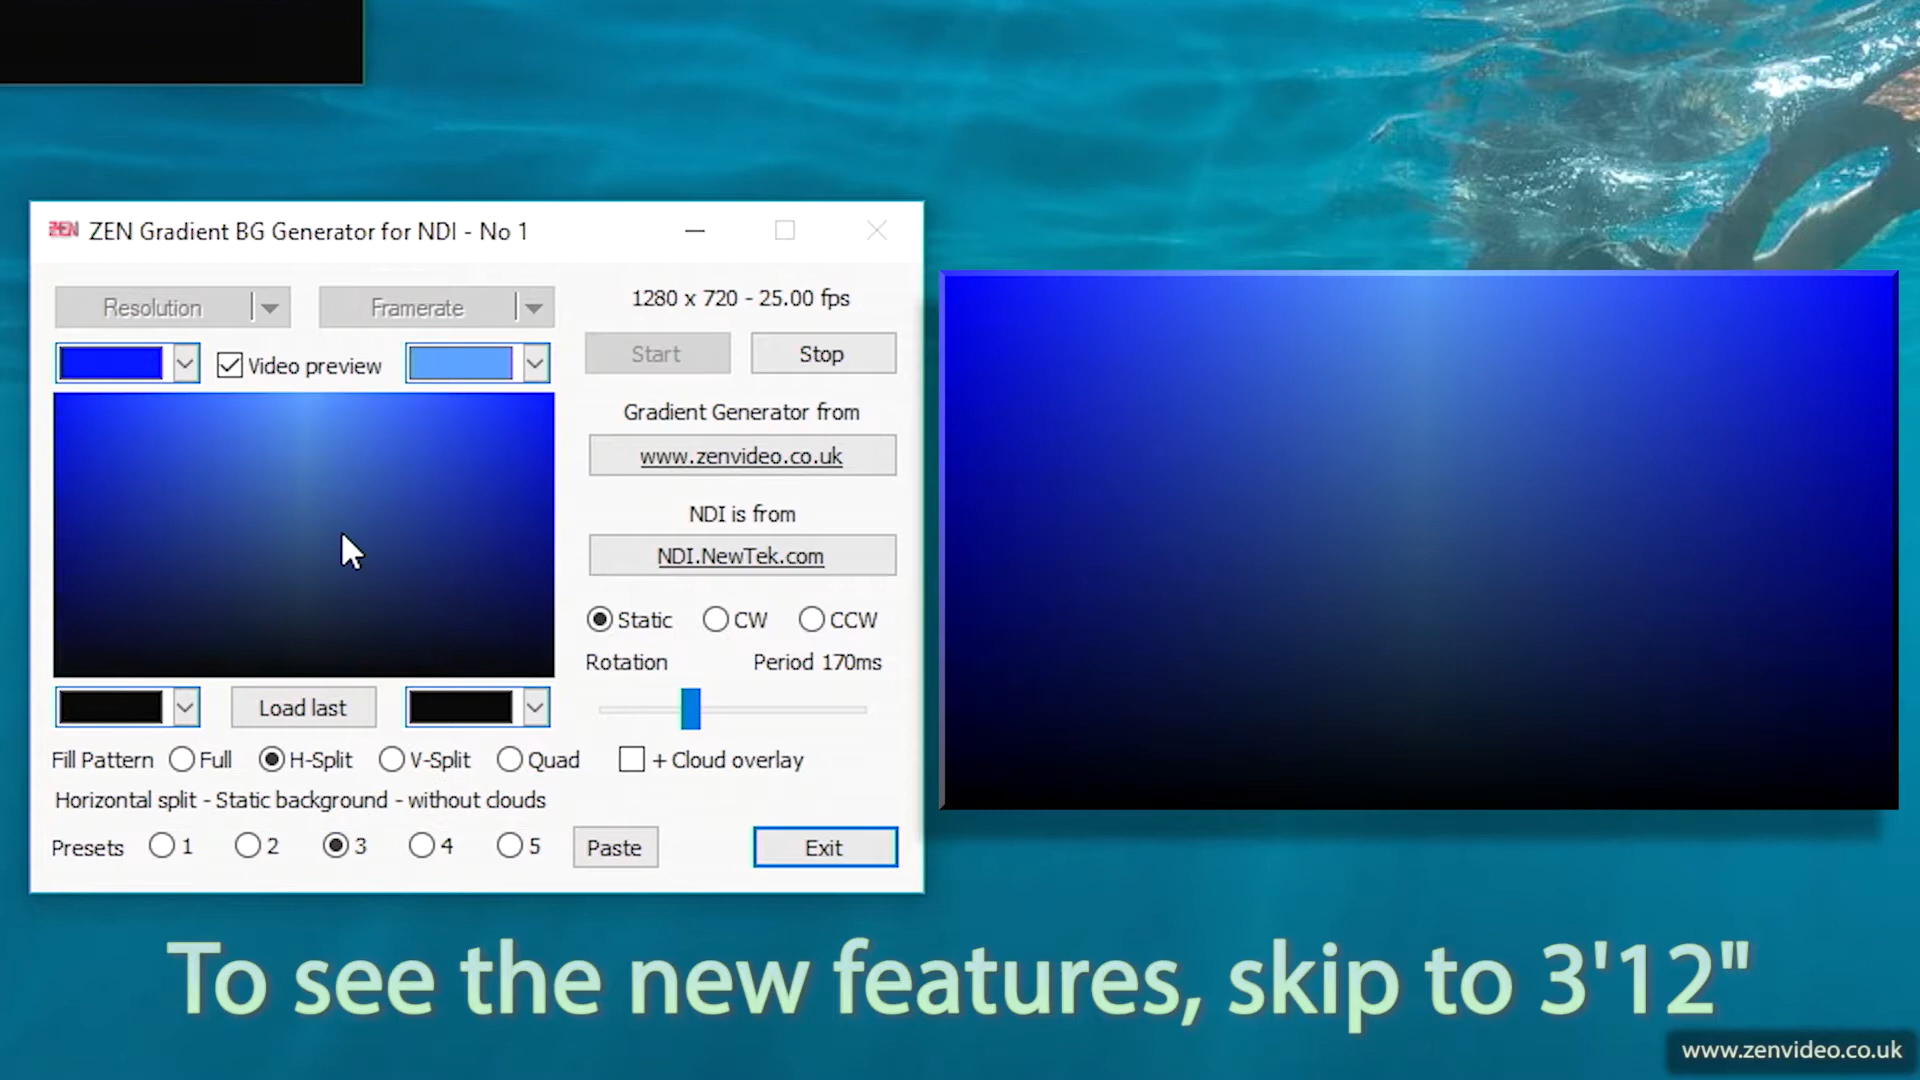 ZEN ZEN Gradient BG Generator for NDI - No 1
Resolution Framerate 1280 x 720 - 25.00 fps
Video preview Start Stop
Gradient Generator from
www.zenvideo.co.uk
NDI is from
NDI.NewTek.com
Static CW CCW
Rotation Period 170ms
Load last
Fill Pattern Full H-Split V-Split Quad + Cloud overlay
Horizontal split - Static background - without clouds
Presets 1 2 3 4 5 Paste Exit
To see the new features, skip to 3'12"
www.zenvideo.co.uk